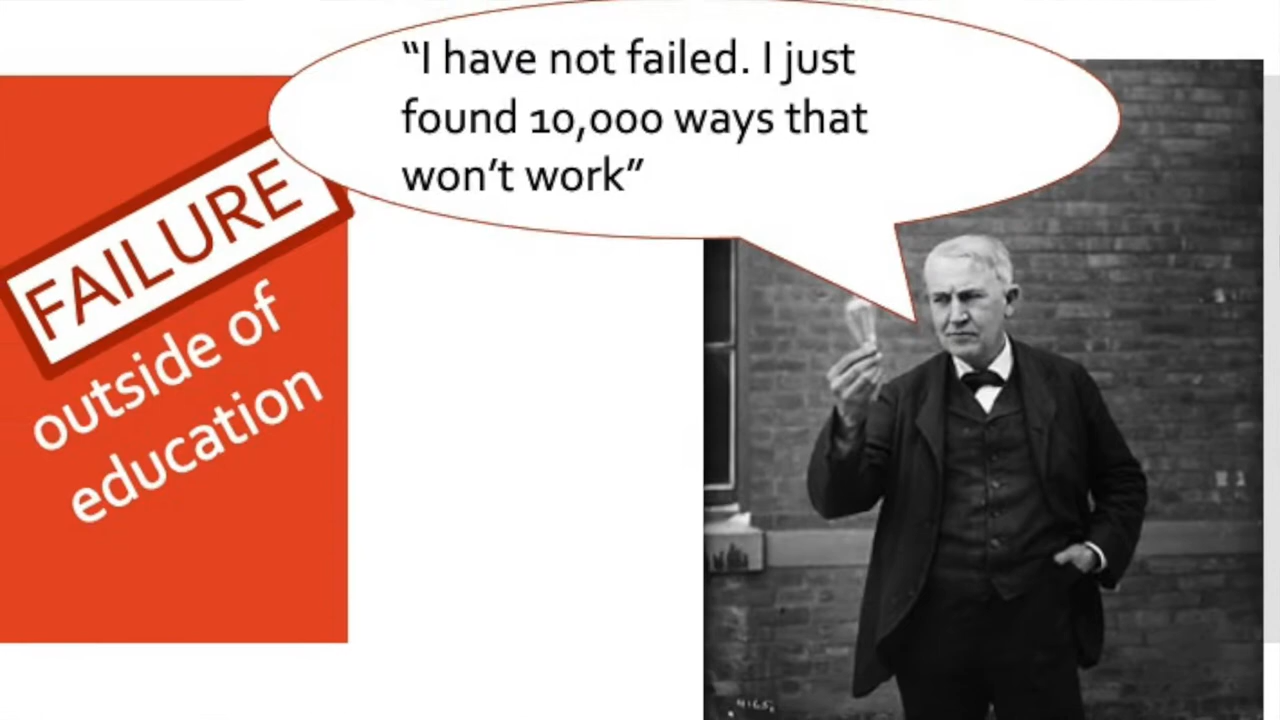 “I have not failed. I just
found 10,000 ways that
won’t work”
FAILURE
outside of
education